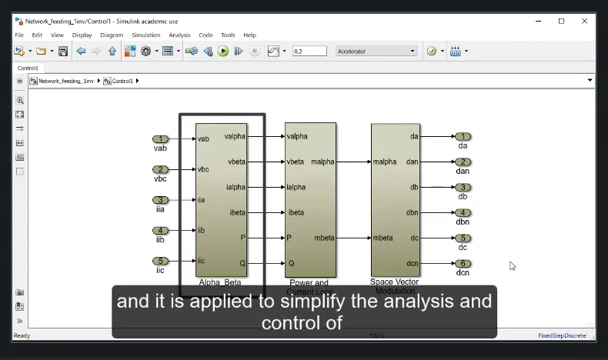 Network_feeding_1inv/Control1 * - Simulink academic use
File Edit View Display Diagram Simulation Analysis Code Tools Help
0.2 Accelerator
Control1
Network_feeding_1inv Control1
1 vab
2 vbc
3 iia
4 iib
5 iic
vab valpha
vbc vbeta
iia ialpha
iib ibeta
iic P
Q
Alpha_Beta
valpha
vbeta malpha
ialpha
ibeta
P mbeta
Q
Power and
Current Loop
malpha
mbeta
da
dan
db
dbn
dc
dcn
Space Vector
Modulation
1 da
2 dan
3 db
4 dbn
5 dc
6 dcn
and it is applied to simplify the analysis and
control of
Ready 100% FixedStepDiscrete